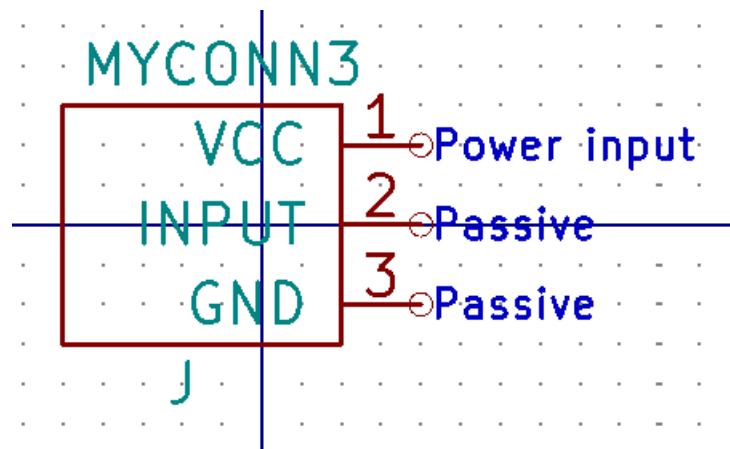 MYCONN3
VCC 1 Power input
INPUT 2 Passive
GND 3 Passive
J